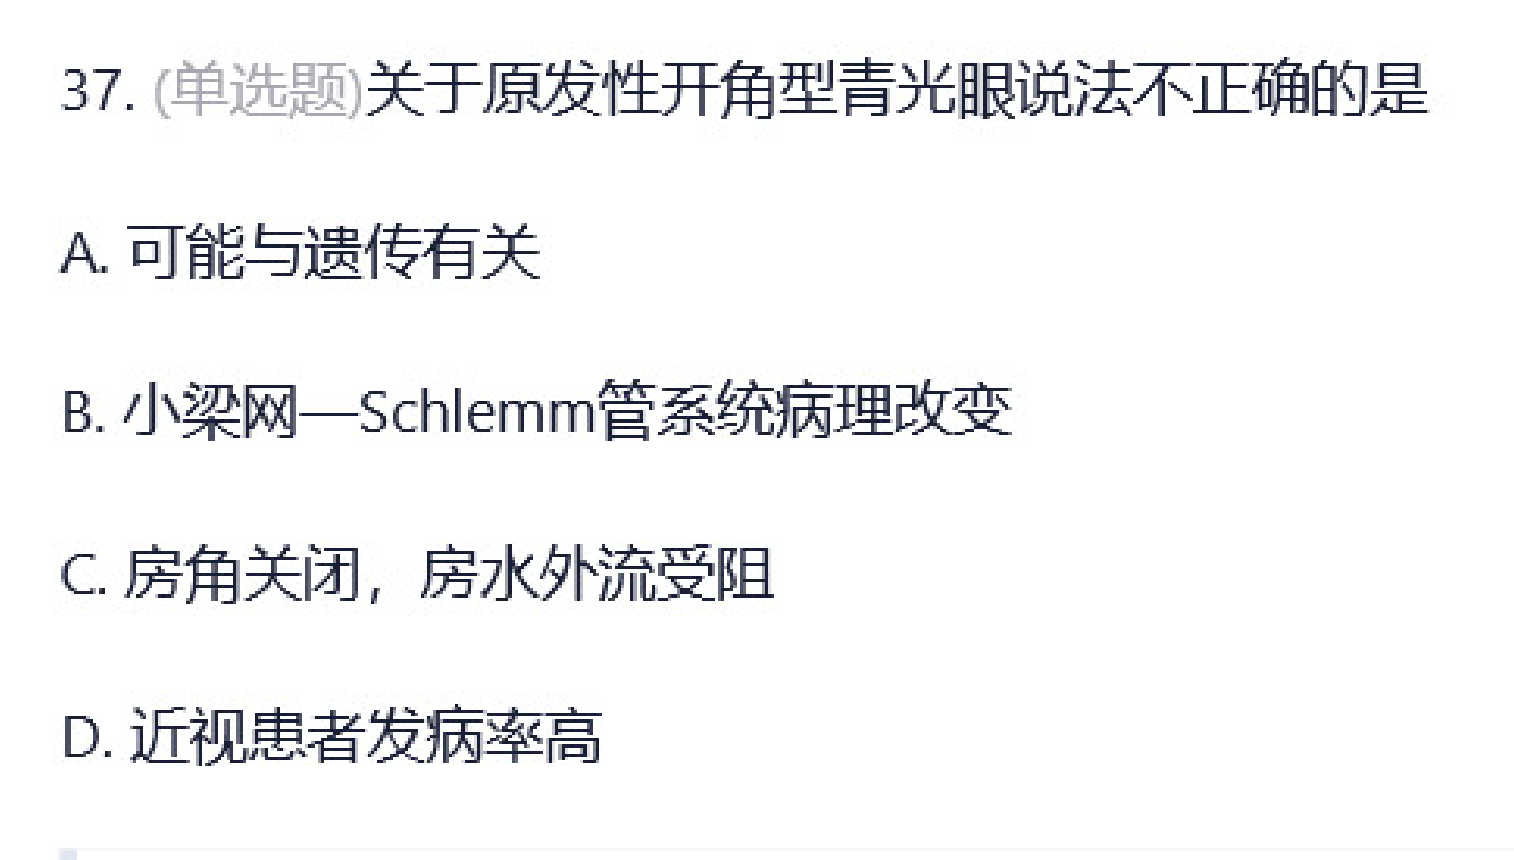 37. (单选题)关于原发性开角型青光眼说法不正确的是
A. 可能与遗传有关
B. 小梁网—Schlemm管系统病理改变
C. 房角关闭，房水外流受阻
D. 近视患者发病率高